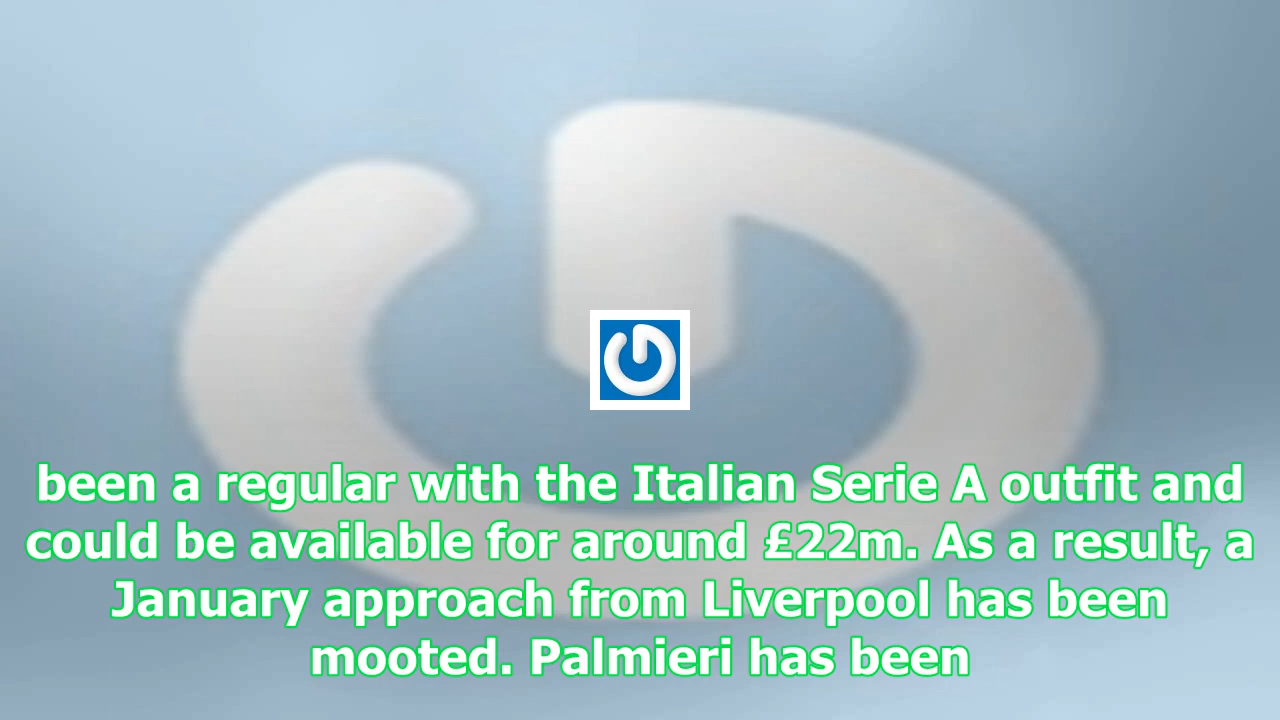 been a regular with the Italian Serie A outfit and
could be available for around £22m. As a result, a
January approach from Liverpool has been
mooted. Palmieri has been